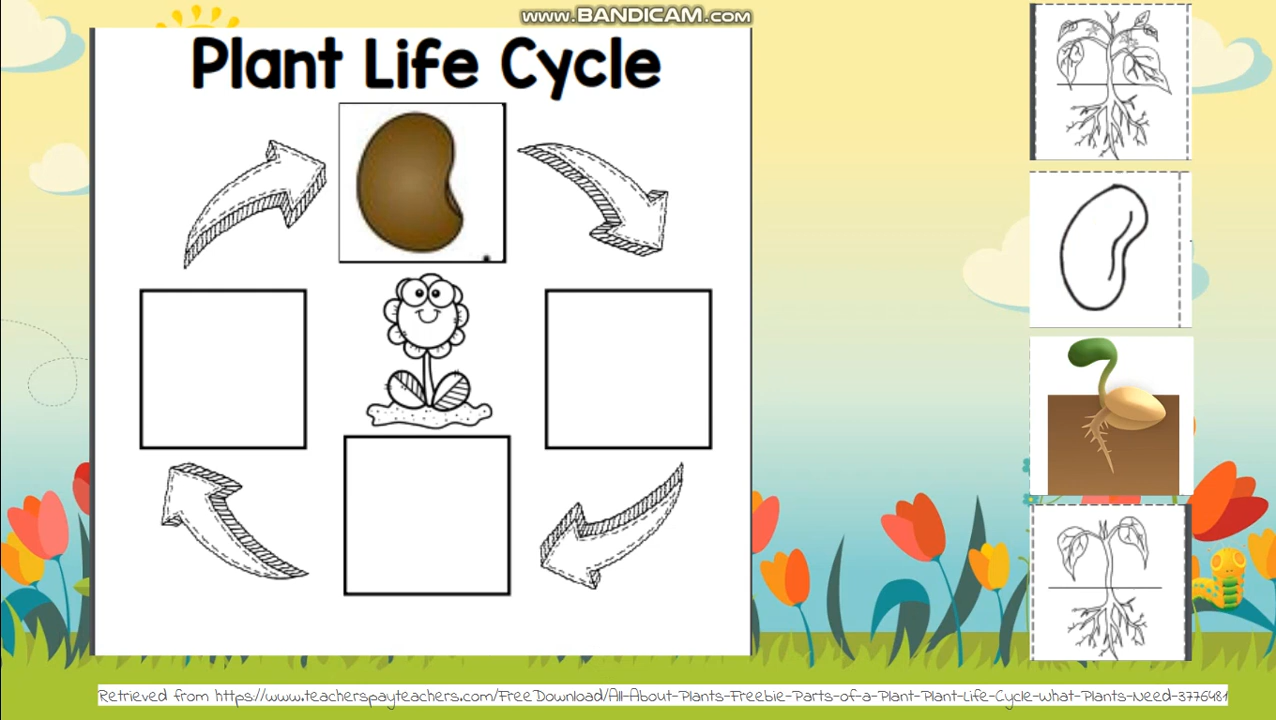 www.BANDICAM.com
Plant Life Cycle
Retrieved from https://www.teacherspayteachers.com/FreeDownload/All-About-Plants-Freebie-Parts-of-a-Plant-Plant-Life-Cycle-What-Plants-Need-3776481